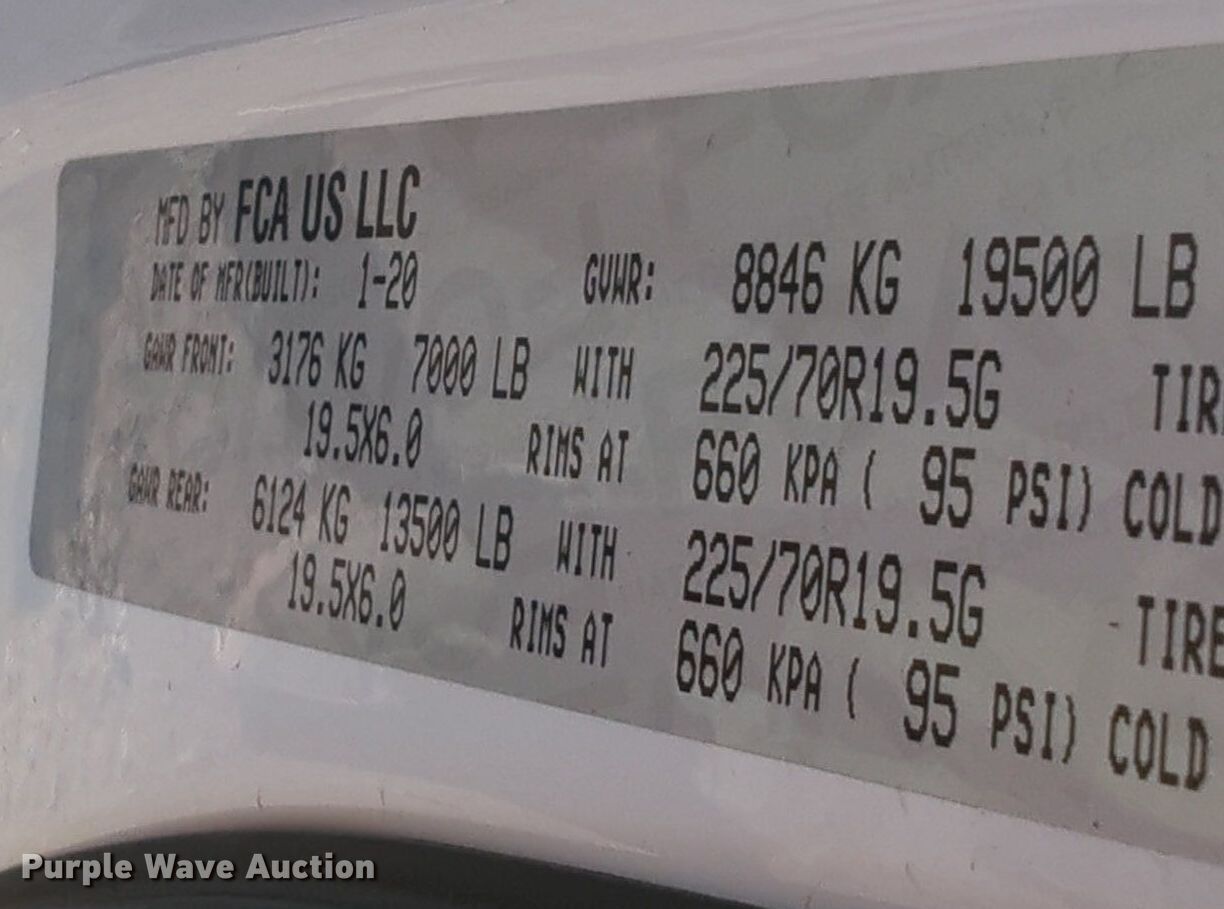 MFD BY FCA US LLC
DATE OF MFR(BUILT): 1-20 GVWR: 8846 KG 19500 LB
GAWR FRONT: 3176 KG 7000 LB WITH 225/70R19.5G TIRE
19.5X6.0 RIMS AT 660 KPA ( 95 PSI) COLD
GAWR REAR: 6124 KG 13500 LB WITH 225/70R19.5G TIRE
19.5X6.0 RIMS AT 660 KPA ( 95 PSI) COLD
Purple Wave Auction